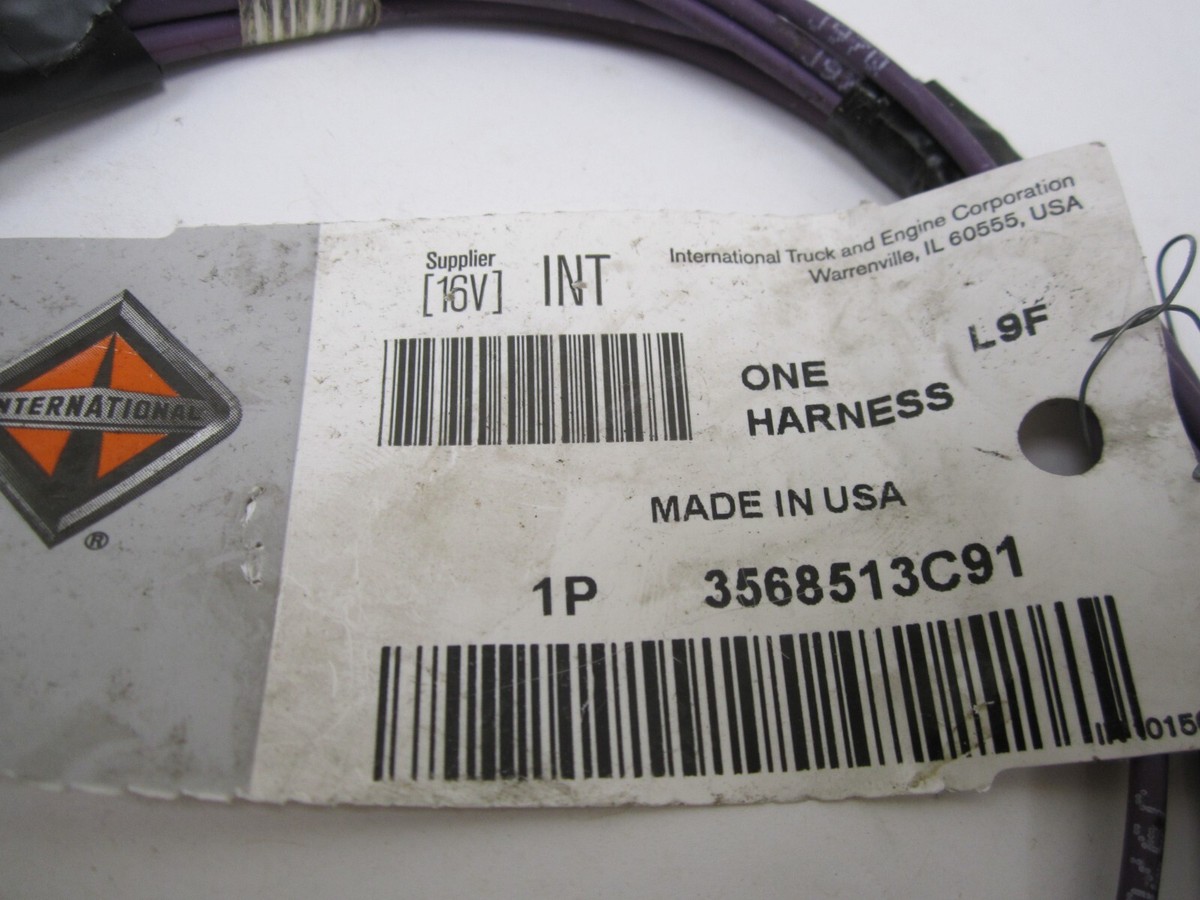 INTERNATIONAL
®
Supplier
[16V] INT
International Truck and Engine Corporation
Warrenville, IL 60555, USA
L9F
ONE
HARNESS
MADE IN USA
1P 3568513C91